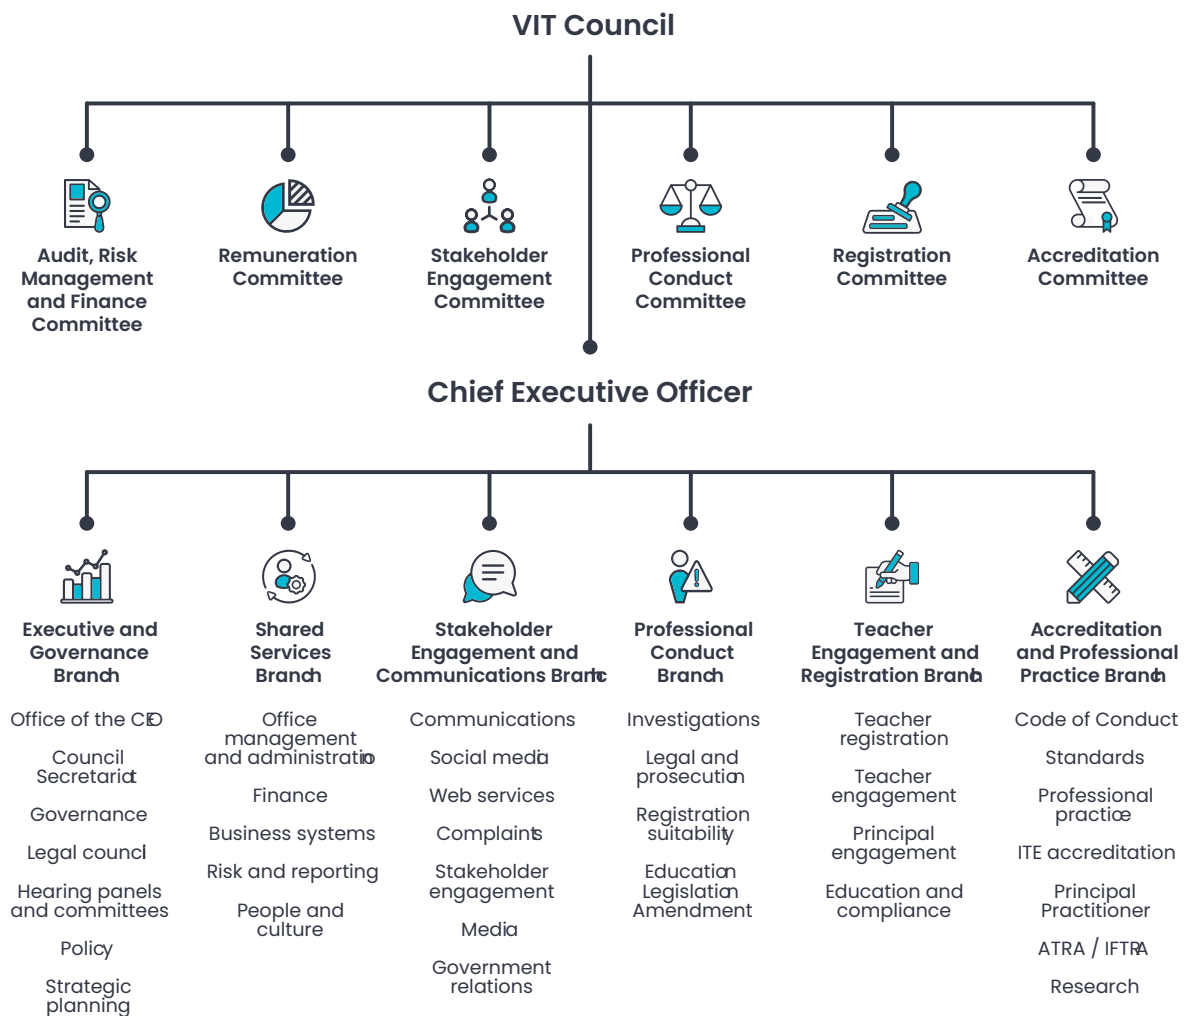 VIT Council
Audit, Risk
Management
and Finance
Committee
Remuneration
Committee
Stakeholder
Engagement
Committee
Professional
Conduct
Committee
Registration
Committee
Accreditation
Committee
Chief Executive Officer
Executive and
Governance
Branch
Office of the CEO
Council
Secretariat
Governance
Legal council
Hearing panels
and committees
Policy
Strategic
planning
Shared
Services
Branch
Office
management
and administration
Finance
Business systems
Risk and reporting
People and
culture
Stakeholder
Engagement and
Communications Branch
Communications
Social media
Web services
Complaints
Stakeholder
engagement
Media
Government
relations
Professional
Conduct
Branch
Investigations
Legal and
prosecution
Registration
suitability
Education
Legislation
Amendment
Teacher
Engagement and
Registration Branch
Teacher
registration
Teacher
engagement
Principal
engagement
Education and
compliance
Accreditation
and Professional
Practice Branch
Code of Conduct
Standards
Professional
practice
ITE accreditation
Principal
Practitioner
ATRA / IFTRA
Research